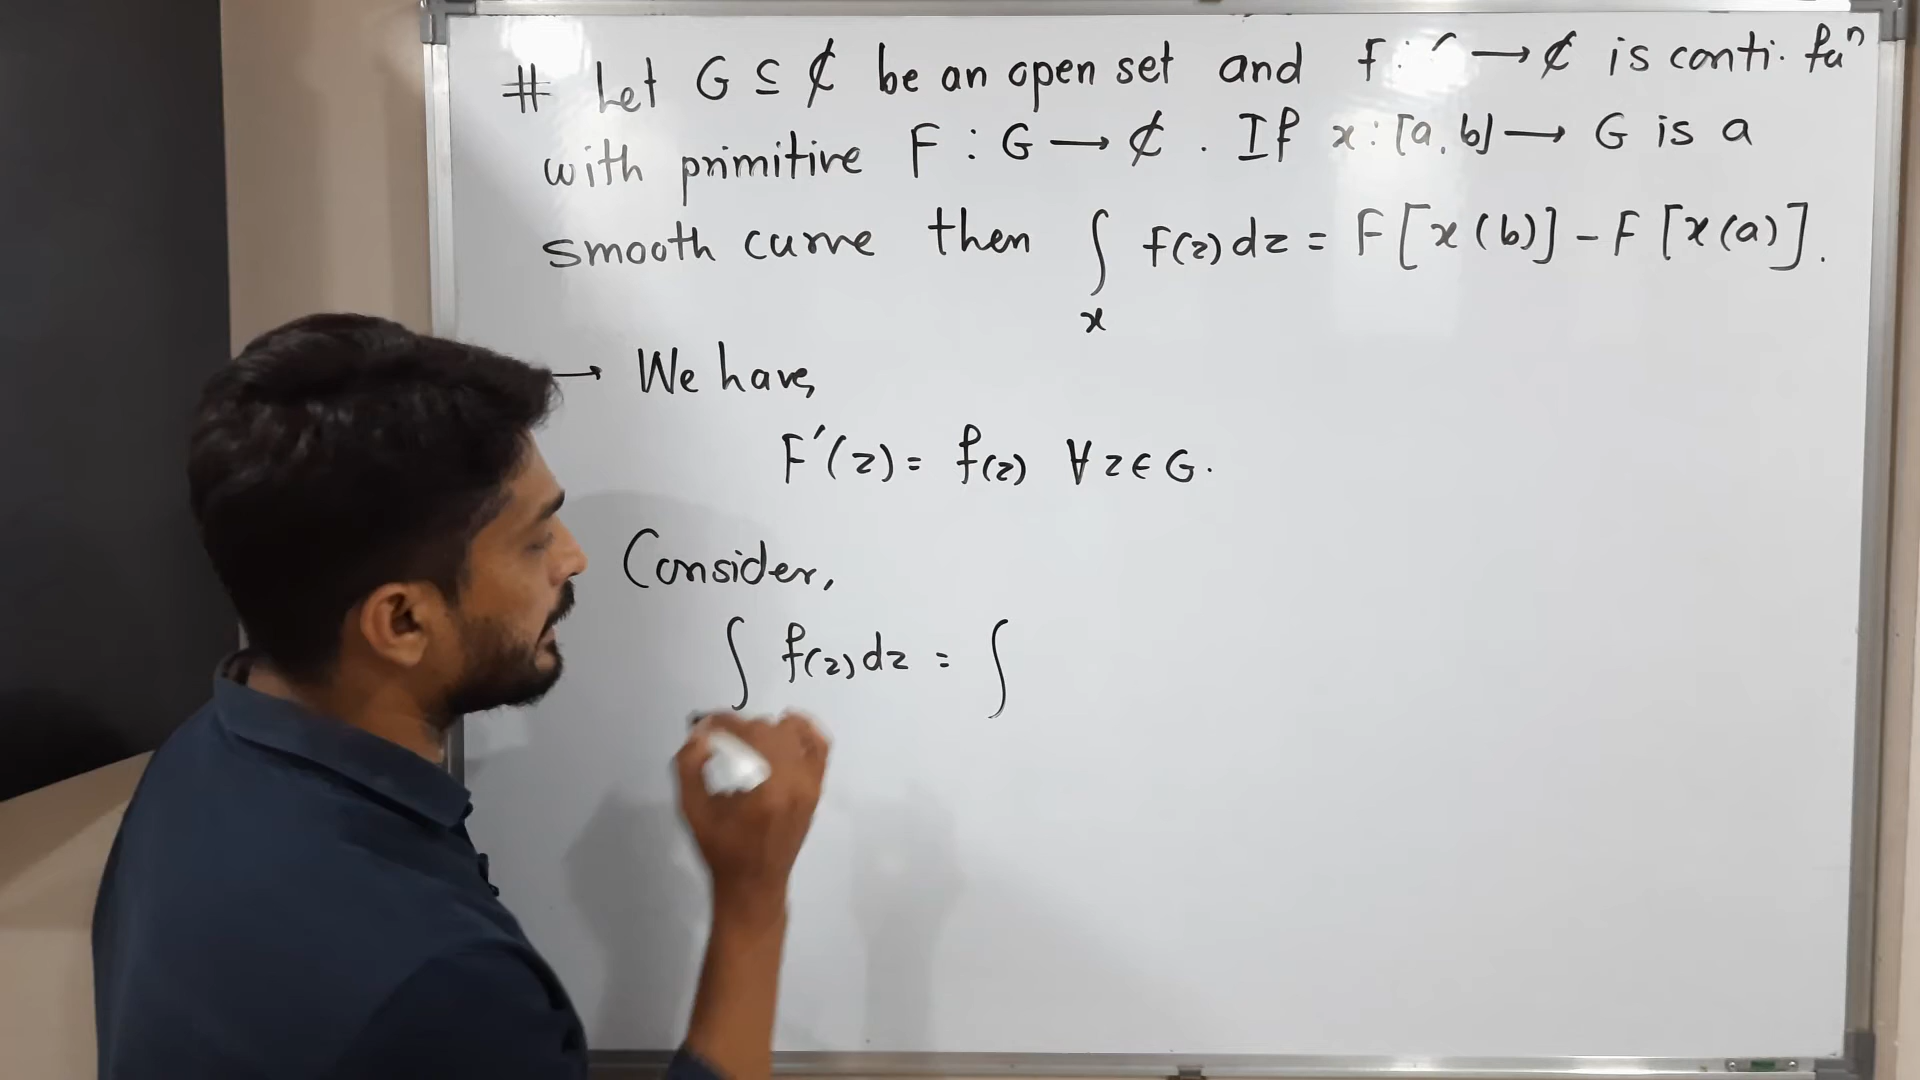 # Let G ⊆ ₵ be an open set and f : → ₵ is conti. fuⁿ
with primitive F : G → ₵ . If x : [a, b] → G is a
smooth curve then ∫ f(z) dz = F [x(b)] - F [x(a)].
x
→ We have,
F′(z) = f(z) ∀ z ∈ G.
Consider,
∫ f(z) dz = ∫